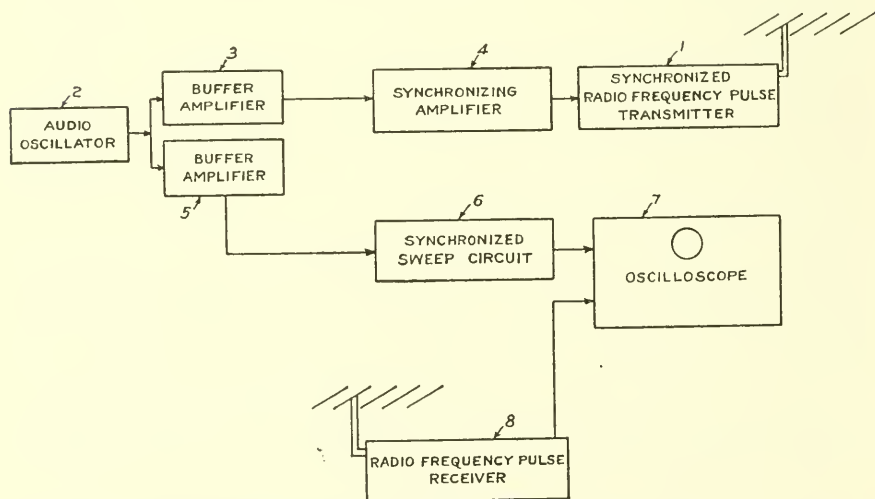 3
BUFFER
AMPLIFIER
4
SYNCHRONIZING
AMPLIFIER
1
SYNCHRONIZED
RADIO FREQUENCY PULSE
TRANSMITTER
2
AUDIO
OSCILLATOR
BUFFER
AMPLIFIER
5
6
SYNCHRONIZED
SWEEP CIRCUIT
7
OSCILLOSCOPE
8
RADIO FREQUENCY PULSE
RECEIVER